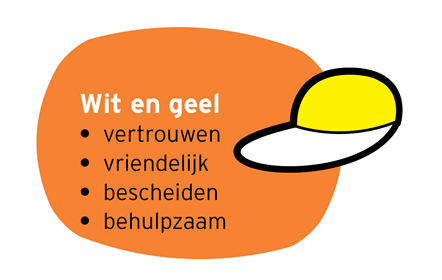 Wit en geel
• vertrouwen
• vriendelijk
• bescheiden
• behulpzaam